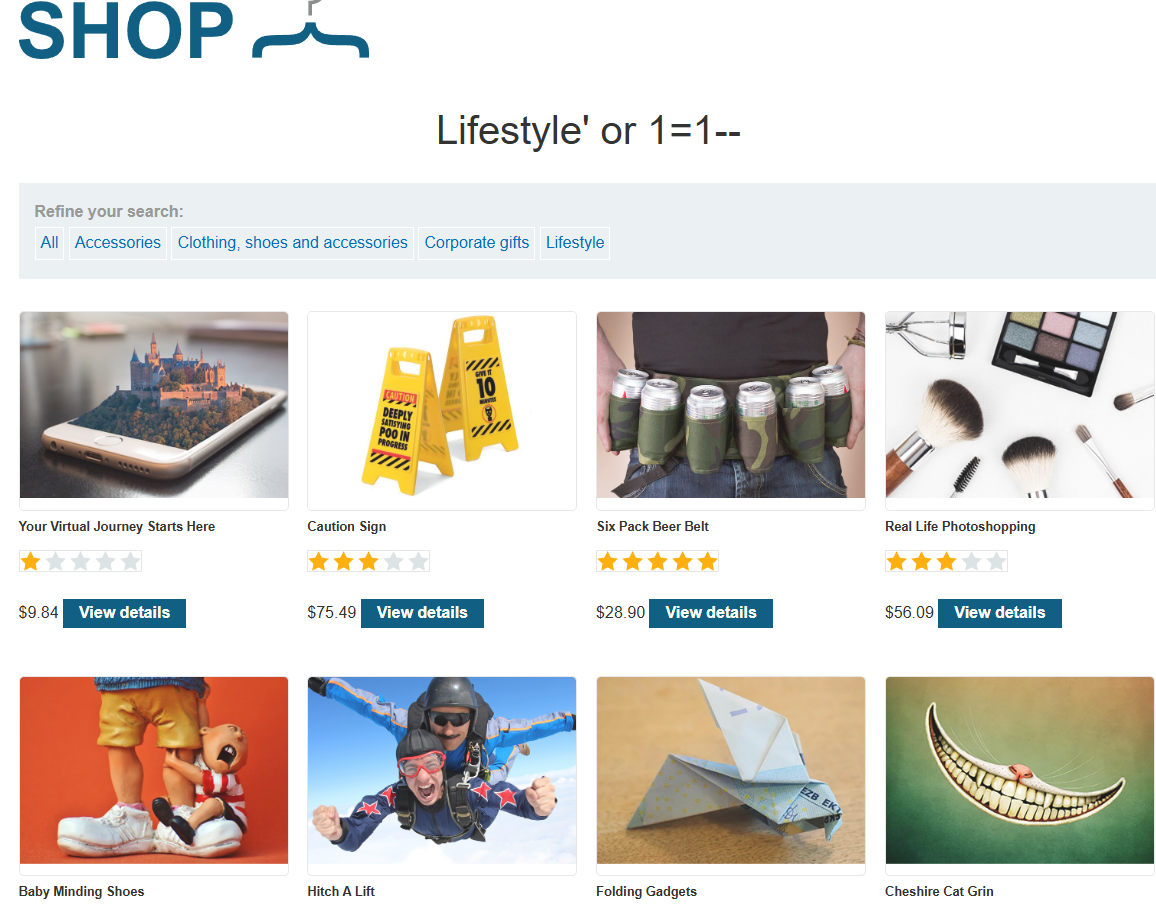 SHOP
Lifestyle' or 1=1--
Refine your search:
All Accessories Clothing, shoes and accessories Corporate gifts Lifestyle
CAUTION
DEEPLY
SATISFYING
POO IN
PROGRESS
GIVE IT
10
MINUTES
Your Virtual Journey Starts Here Caution Sign Six Pack Beer Belt Real Life Photoshopping
$9.84 View details $75.49 View details $28.90 View details $56.09 View details
EZB EK
Baby Minding Shoes Hitch A Lift Folding Gadgets Cheshire Cat Grin